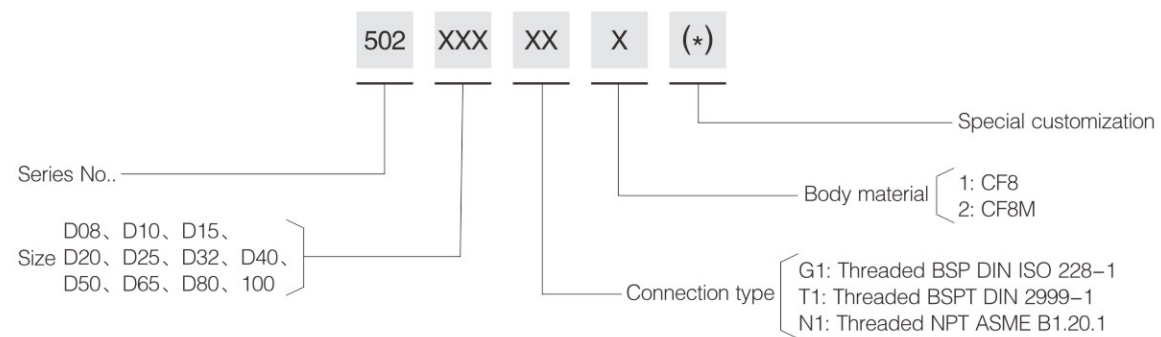 502 XXX XX X (*)
Special customization
Series No..
Body material
1: CF8
2: CF8M
D08、D10、D15、
Size D20、D25、D32、D40、
D50、D65、D80、100
Connection type
G1: Threaded BSP DIN ISO 228-1
T1: Threaded BSPT DIN 2999-1
N1: Threaded NPT ASME B1.20.1